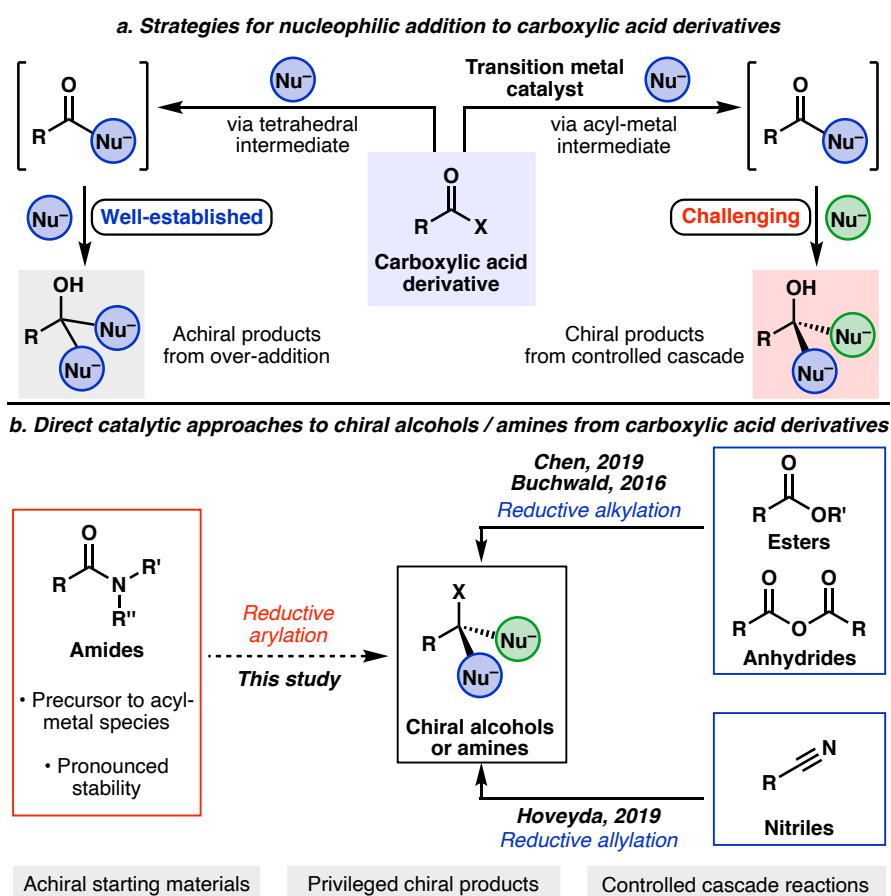 a. Strategies for nucleophilic addition to carboxylic acid derivatives
O
R
Nu–
Nu–
via tetrahedral
intermediate
Transition metal
catalyst
Nu–
via acyl-metal
intermediate
O
R
Nu–
Nu–
Well-established
O
R
X
Carboxylic acid
derivative
Challenging
Nu–
OH
R
Nu–
Nu–
Achiral products
from over-addition
Chiral products
from controlled cascade
OH
R
Nu–
Nu–
b. Direct catalytic approaches to chiral alcohols / amines from carboxylic acid derivatives
O
R
N
R'
R''
Amides
• Precursor to acyl-
metal species
• Pronounced
stability
Reductive
arylation
This study
Chen, 2019
Buchwald, 2016
Reductive alkylation
X
R
Nu–
Nu–
Chiral alcohols
or amines
Hoveyda, 2019
Reductive allylation
O
R
OR'
Esters
O
O
R
O
R
Anhydrides
R
N
Nitriles
Achiral starting materials
Privileged chiral products
Controlled cascade reactions